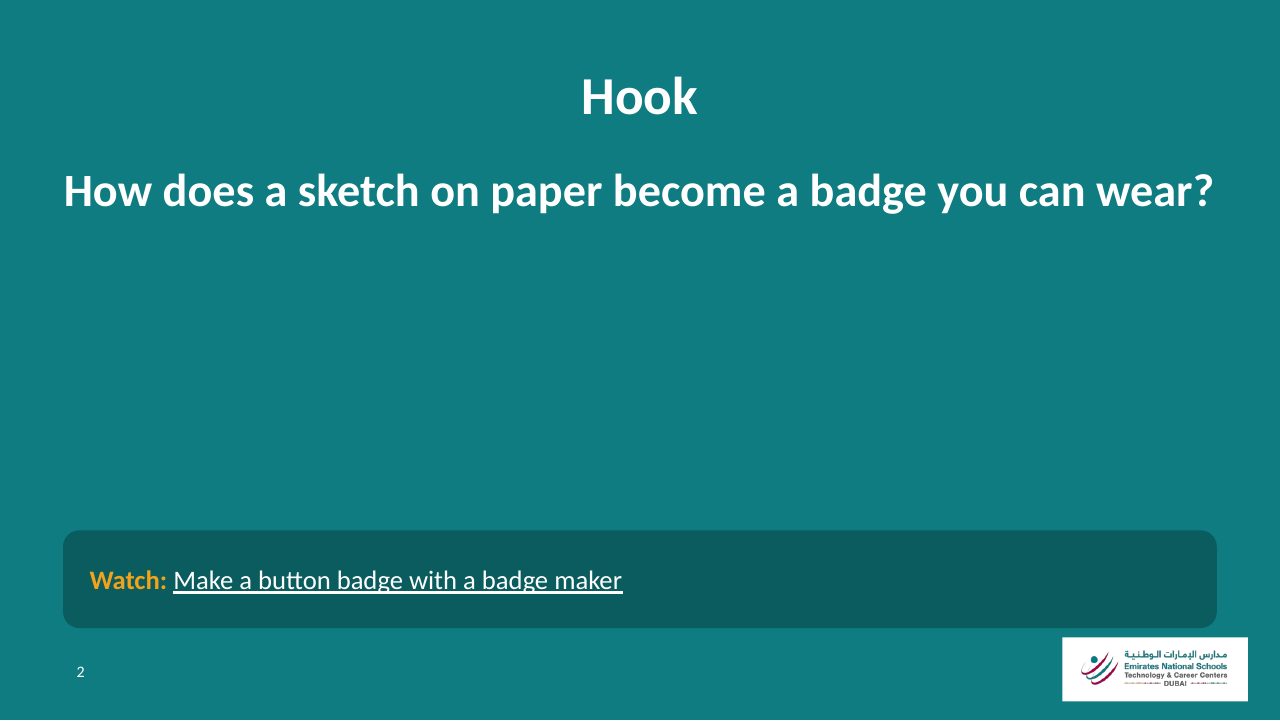 Hook
How does a sketch on paper become a badge you can wear?
Watch: Make a button badge with a badge maker
2
مدارس الإمارات الوطنية
Emirates National Schools
Technology & Career Centers
DUBAI